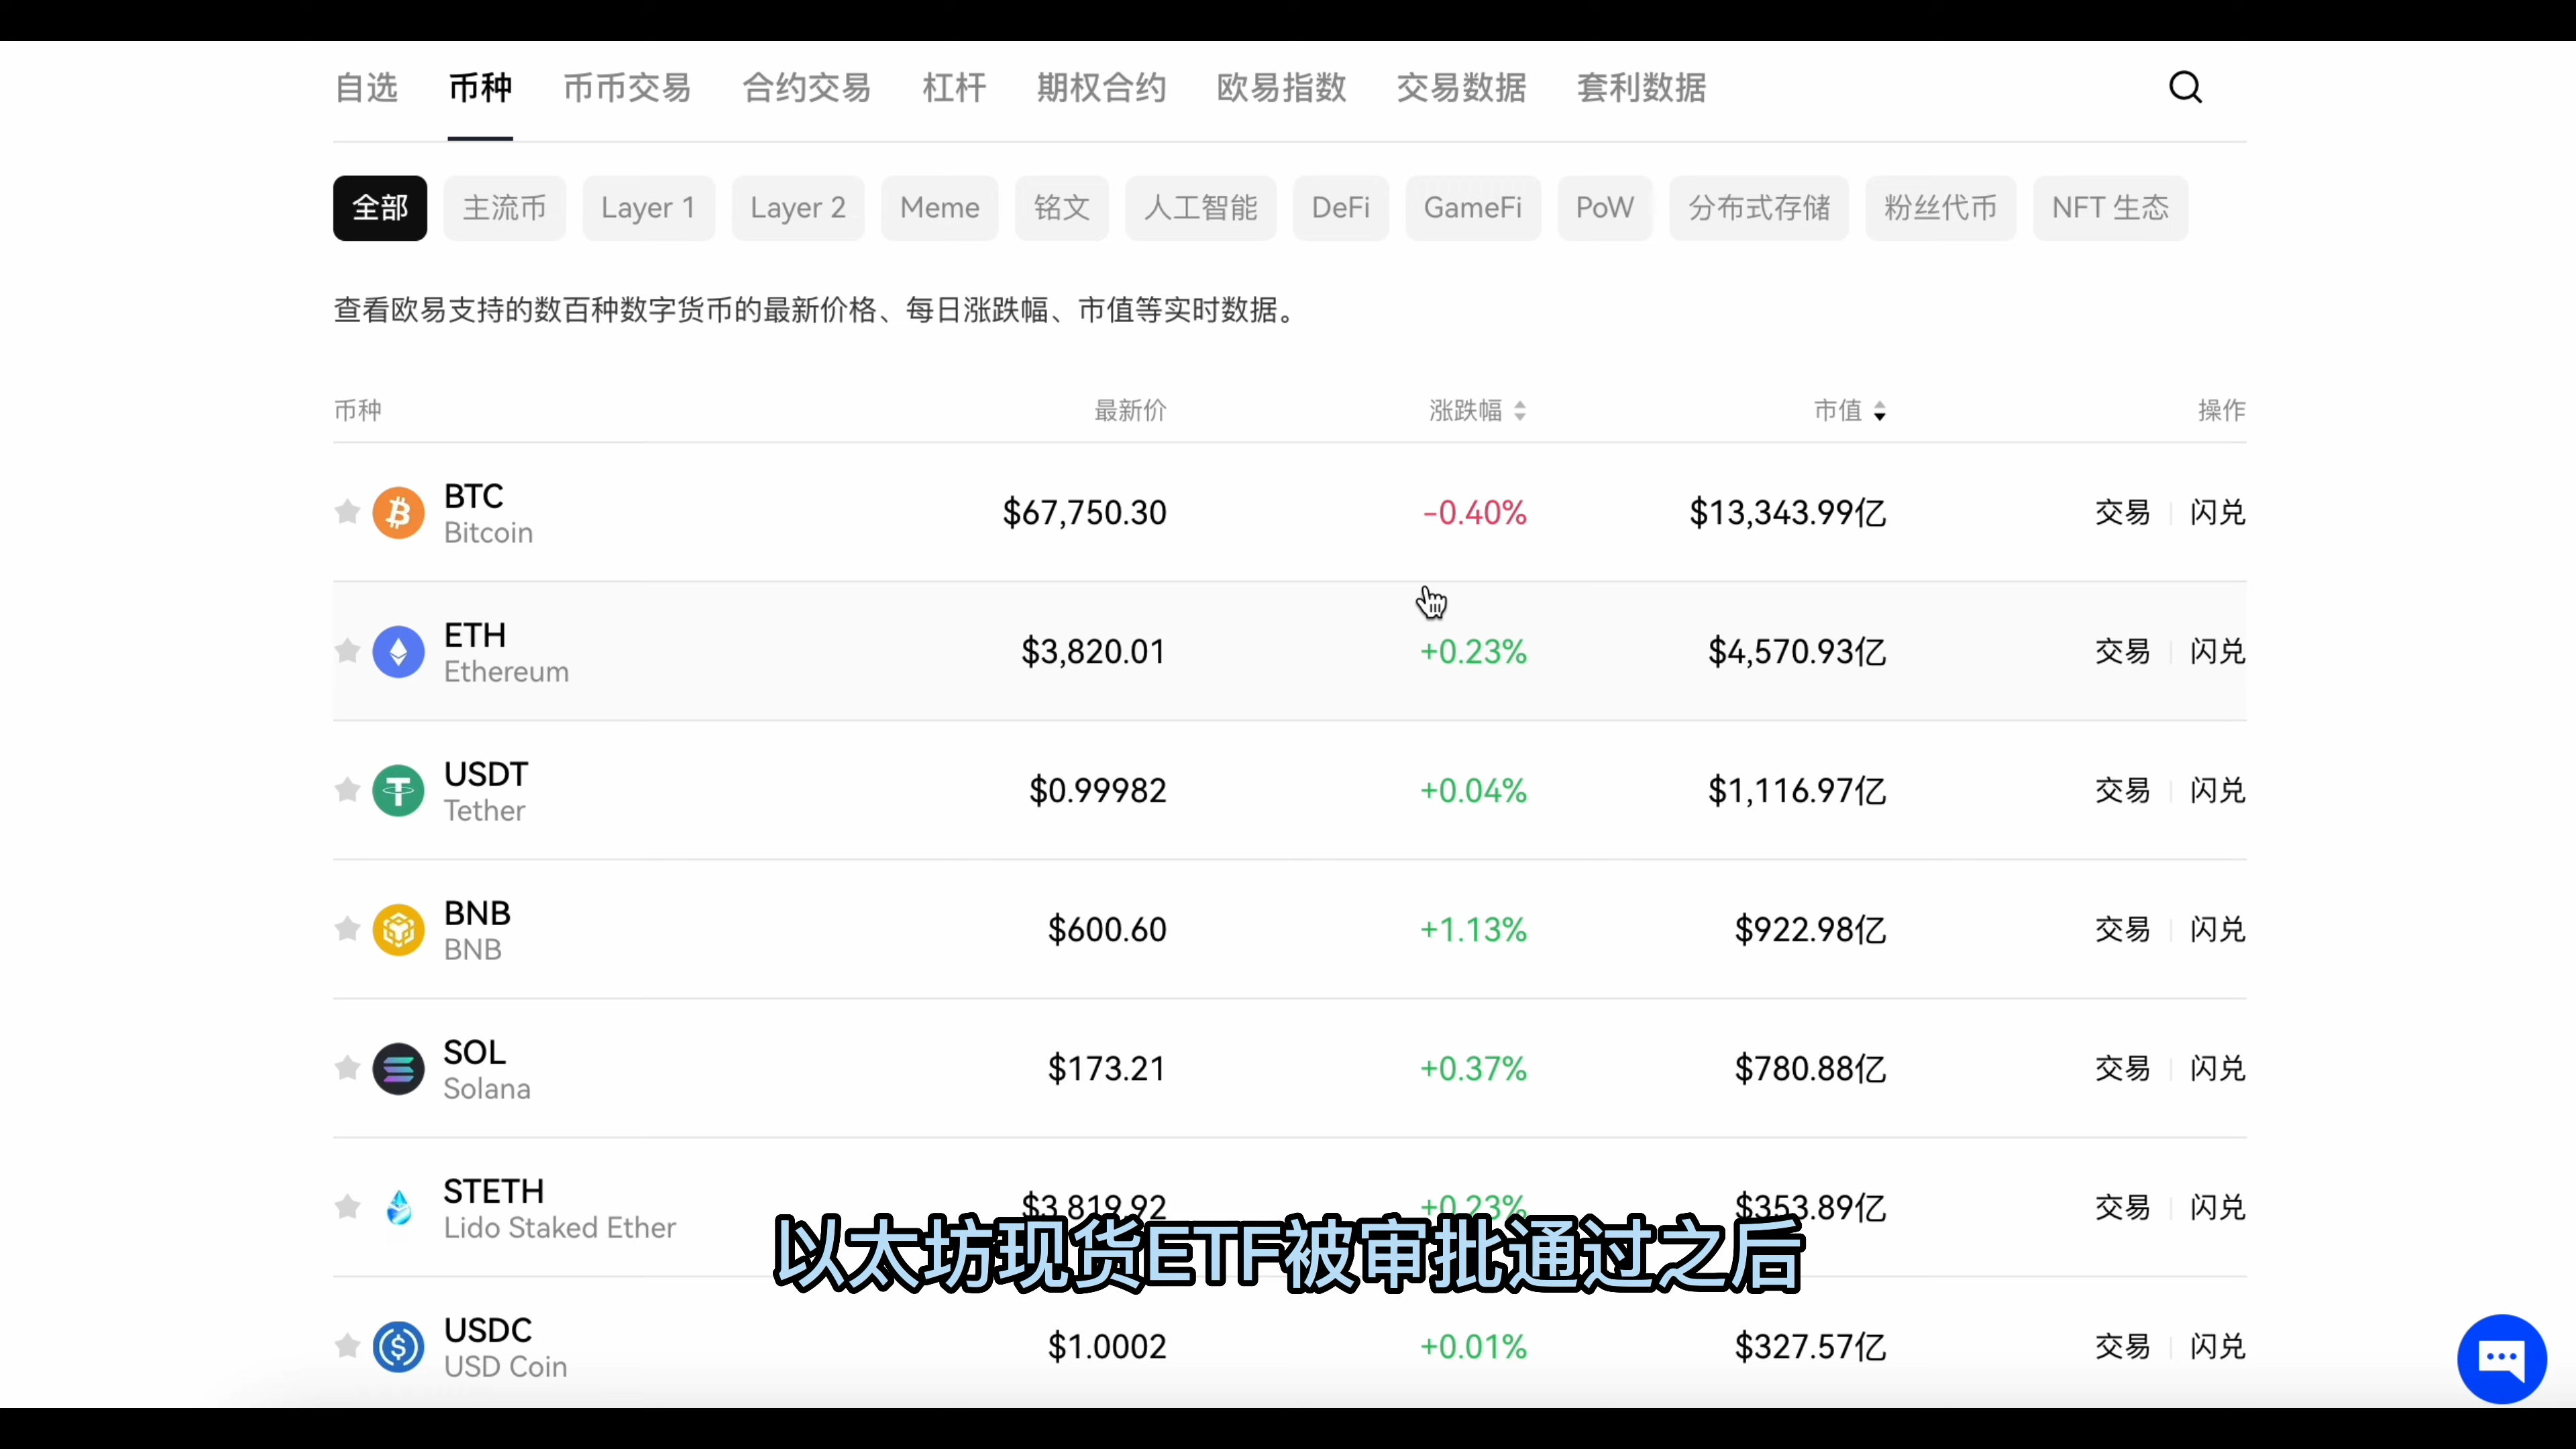 自选 币种 币币交易 合约交易 杠杆 期权合约 欧易指数 交易数据 套利数据
全部 主流币 Layer 1 Layer 2 Meme 铭文 人工智能 DeFi GameFi PoW 分布式存储 粉丝代币 NFT 生态
查看欧易支持的数百种数字货币的最新价格、每日涨跌幅、市值等实时数据。
币种 最新价 涨跌幅 市值 操作
BTC
Bitcoin
$67,750.30 -0.40% $13,343.99亿 交易 闪兑
ETH
Ethereum
$3,820.01 +0.23% $4,570.93亿 交易 闪兑
USDT
Tether
$0.99982 +0.04% $1,116.97亿 交易 闪兑
BNB
BNB
$600.60 +1.13% $922.98亿 交易 闪兑
SOL
Solana
$173.21 +0.37% $780.88亿 交易 闪兑
STETH
Lido Staked Ether
$3,819.92 +0.23% $353.89亿 交易 闪兑
以太坊现货ETF被审批通过之后
USDC
USD Coin
$1.0002 +0.01% $327.57亿 交易 闪兑